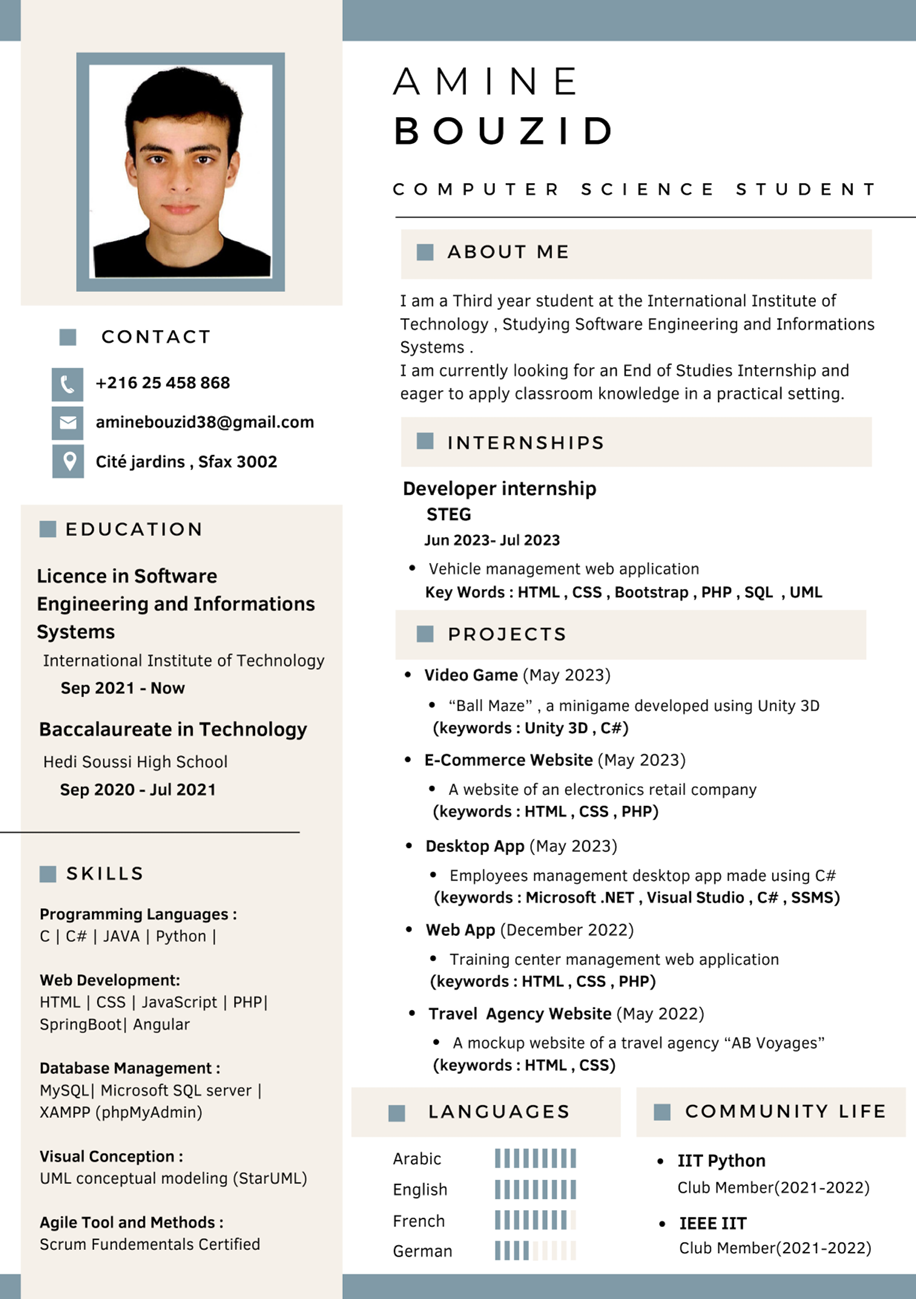 AMINE
BOUZID
COMPUTER SCIENCE STUDENT
CONTACT
+216 25 458 868
aminebouzid38@gmail.com
Cité jardins , Sfax 3002
EDUCATION
Licence in Software
Engineering and Informations
Systems
International Institute of Technology
Sep 2021 - Now
Baccalaureate in Technology
Hedi Soussi High School
Sep 2020 - Jul 2021
SKILLS
Programming Languages :
C | C# | JAVA | Python |
Web Development:
HTML | CSS | JavaScript | PHP|
SpringBoot| Angular
Database Management :
MySQL| Microsoft SQL server |
XAMPP (phpMyAdmin)
Visual Conception :
UML conceptual modeling (StarUML)
Agile Tool and Methods :
Scrum Fundementals Certified
ABOUT ME
I am a Third year student at the International Institute of
Technology , Studying Software Engineering and Informations
Systems .
I am currently looking for an End of Studies Internship and
eager to apply classroom knowledge in a practical setting.
INTERNSHIPS
Developer internship
STEG
Jun 2023- Jul 2023
• Vehicle management web application
Key Words : HTML , CSS , Bootstrap , PHP , SQL , UML
PROJECTS
• Video Game (May 2023)
• “Ball Maze” , a minigame developed using Unity 3D
(keywords : Unity 3D , C#)
• E-Commerce Website (May 2023)
• A website of an electronics retail company
(keywords : HTML , CSS , PHP)
• Desktop App (May 2023)
• Employees management desktop app made using C#
(keywords : Microsoft .NET , Visual Studio , C# , SSMS)
• Web App (December 2022)
• Training center management web application
(keywords : HTML , CSS , PHP)
• Travel Agency Website (May 2022)
• A mockup website of a travel agency “AB Voyages”
(keywords : HTML , CSS)
LANGUAGES
Arabic
English
French
German
COMMUNITY LIFE
• IIT Python
Club Member(2021-2022)
• IEEE IIT
Club Member(2021-2022)